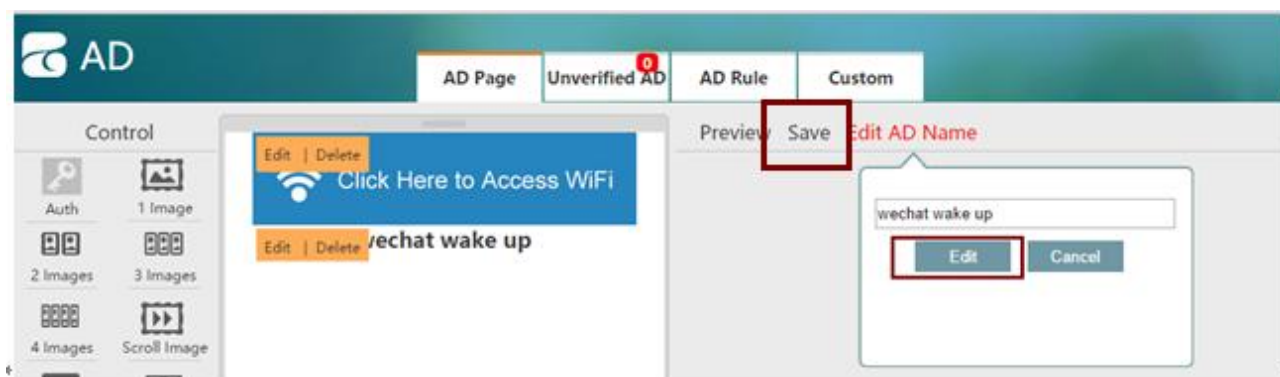 AD
AD Page
Unverified AD
0
AD Rule
Custom
Control
Preview
Save
Edit AD Name
Edit | Delete
Click Here to Access WiFi
Auth
1 Image
wechat wake up
Edit | Delete
wechat wake up
Edit
Cancel
2 Images
3 Images
4 Images
Scroll Image